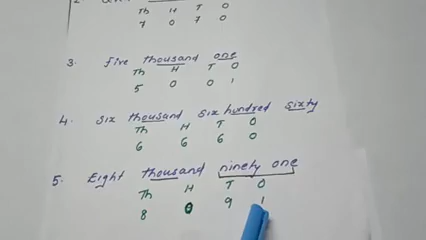 Th H T O
7 0 7 0
3. Five thousand one
Th H T O
5 0 0 1
4. Six thousand six hundred sixty
Th H T O
6 6 6 0
5. Eight thousand ninety one
Th H T O
8 0 9 1